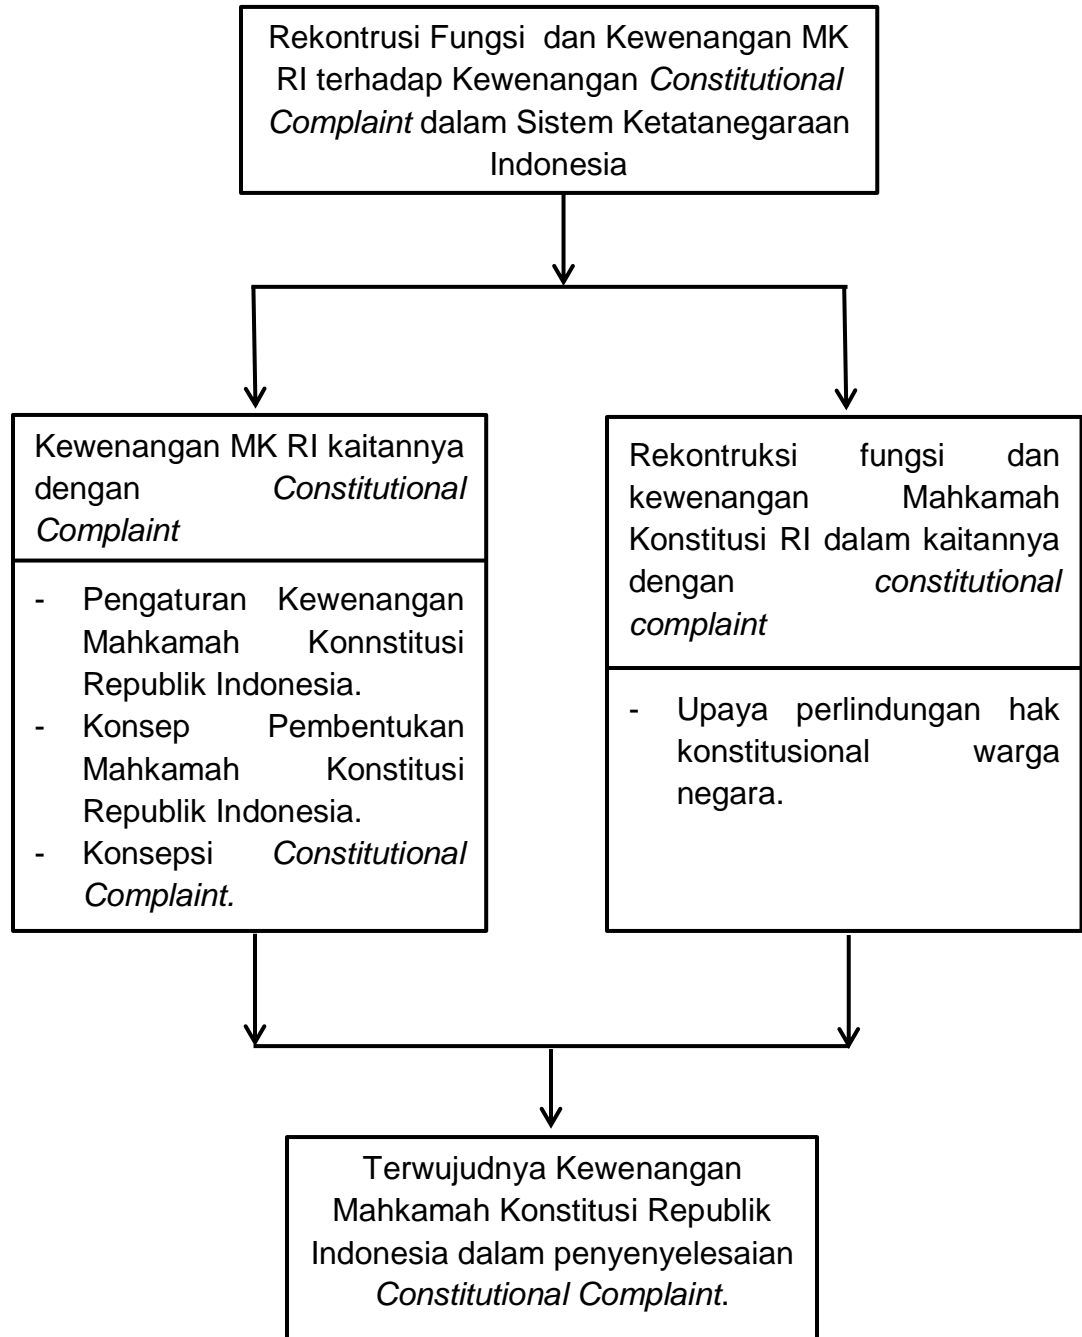 Rekontrusi Fungsi dan Kewenangan MK
RI terhadap Kewenangan Constitutional
Complaint dalam Sistem Ketatanegaraan
Indonesia
Kewenangan MK RI kaitannya
dengan Constitutional
Complaint
- Pengaturan Kewenangan
Mahkamah Konnstitusi
Republik Indonesia.
- Konsep Pembentukan
Mahkamah Konstitusi
Republik Indonesia.
- Konsepsi Constitutional
Complaint.
Rekontruksi fungsi dan
kewenangan Mahkamah
Konstitusi RI dalam kaitannya
dengan constitutional
complaint
- Upaya perlindungan hak
konstitusional warga
negara.
Terwujudnya Kewenangan
Mahkamah Konstitusi Republik
Indonesia dalam penyenyelesaian
Constitutional Complaint.